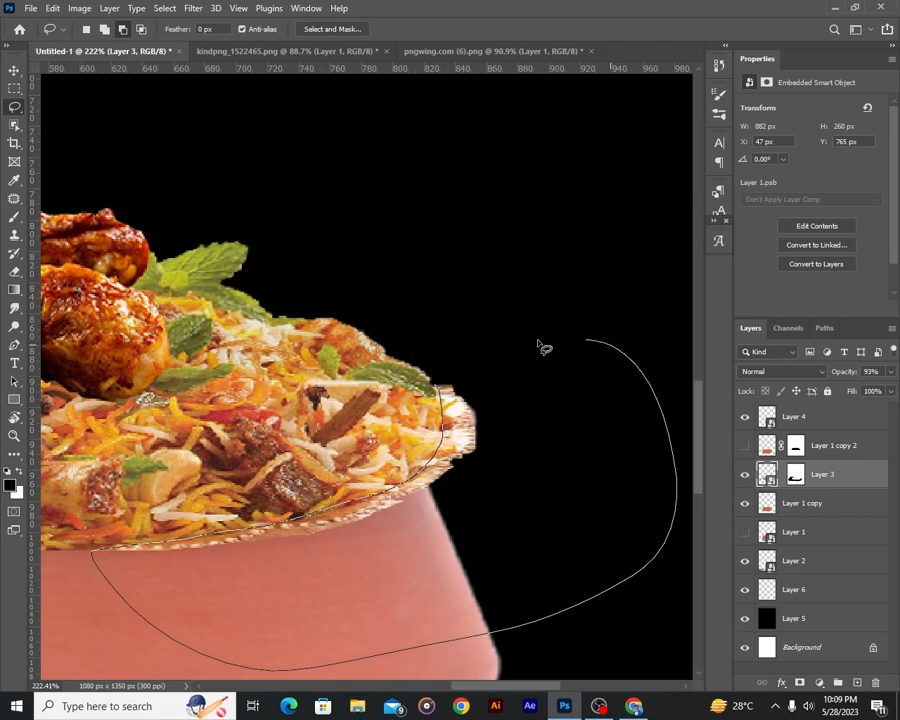 File Edit Image Layer Type Select Filter 3D View Plugins Window Help
Feather: 0 px Anti-alias Select and Mask...
Untitled-1 @ 222% (Layer 3, RGB/8) * × kindpng_1522465.png @ 88.7% (Layer 1, RGB/8) * × pngwing.com (6).png @ 90.9% (Layer 1, RGB/8) * ×
580 600 620 640 660 680 700 720 740 760 780 800 820 840 860 880 900 920 940 960 980
Properties
Embedded Smart Object
Transform
W: 882 px H: 260 px
X: 47 px Y: 765 px
0.00°
Layer 1.psb
Don't Apply Layer Comp
Edit Contents
Convert to Linked...
Convert to Layers
Layers Channels Paths
Kind
Normal Opacity: 93%
Lock: Fill: 100%
Layer 4
Layer 1 copy 2
Layer 3
Layer 1 copy
Layer 1
Layer 2
Layer 6
Layer 5
Background
222.41% 1080 px x 1350 px (300 ppi)
Type here to search
28°C
10:09 PM
5/28/2023